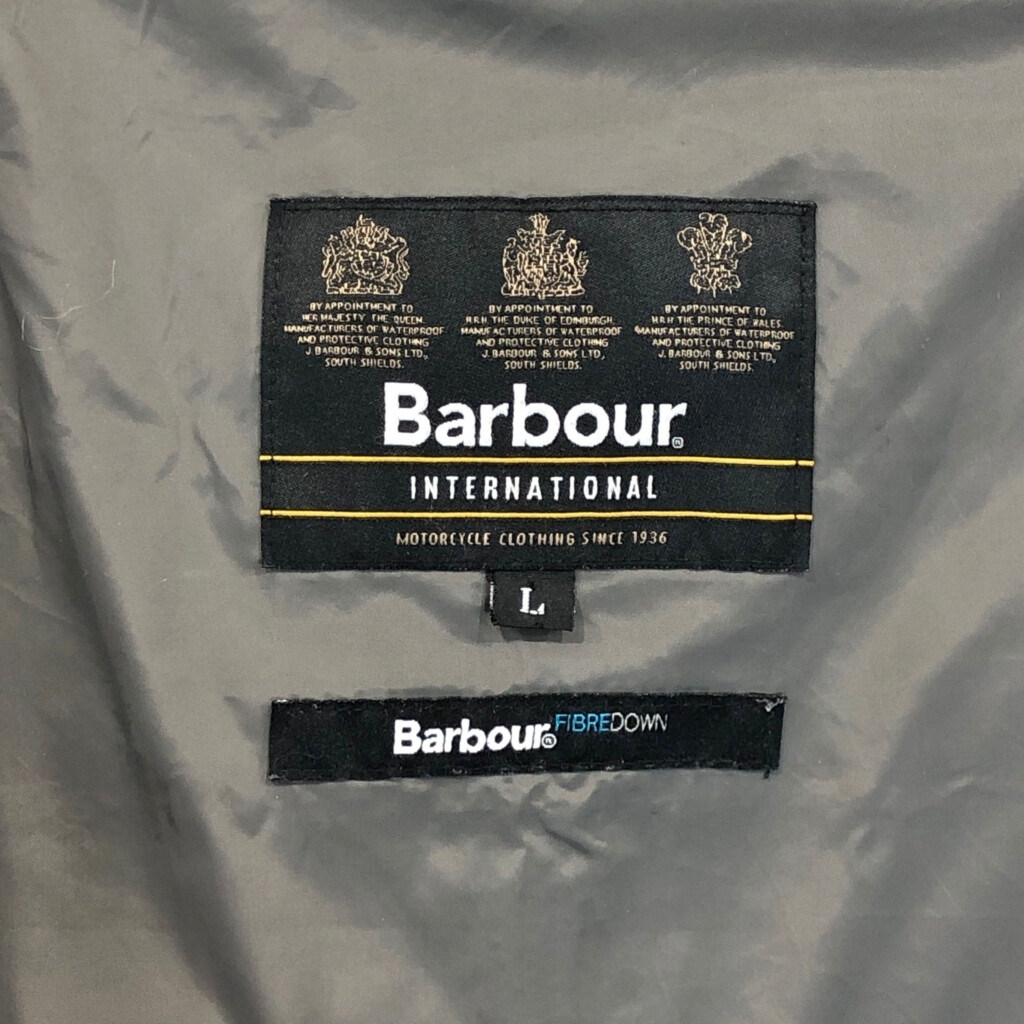 BY APPOINTMENT TO
HER MAJESTY THE QUEEN
MANUFACTURERS OF WATERPROOF
AND PROTECTIVE CLOTHING
J. BARBOUR & SONS LTD.,
SOUTH SHIELDS.
BY APPOINTMENT TO
H.R.H. THE DUKE OF EDINBURGH
MANUFACTURERS OF WATERPROOF
AND PROTECTIVE CLOTHING
J. BARBOUR & SONS LTD,
SOUTH SHIELDS.
BY APPOINTMENT TO
H.R.H. THE PRINCE OF WALES
MANUFACTURERS OF WATERPROOF
AND PROTECTIVE CLOTHING
J. BARBOUR & SONS LTD,
SOUTH SHIELDS.
Barbour®
INTERNATIONAL
MOTORCYCLE CLOTHING SINCE 1936
L
Barbour® FIBREDOWN